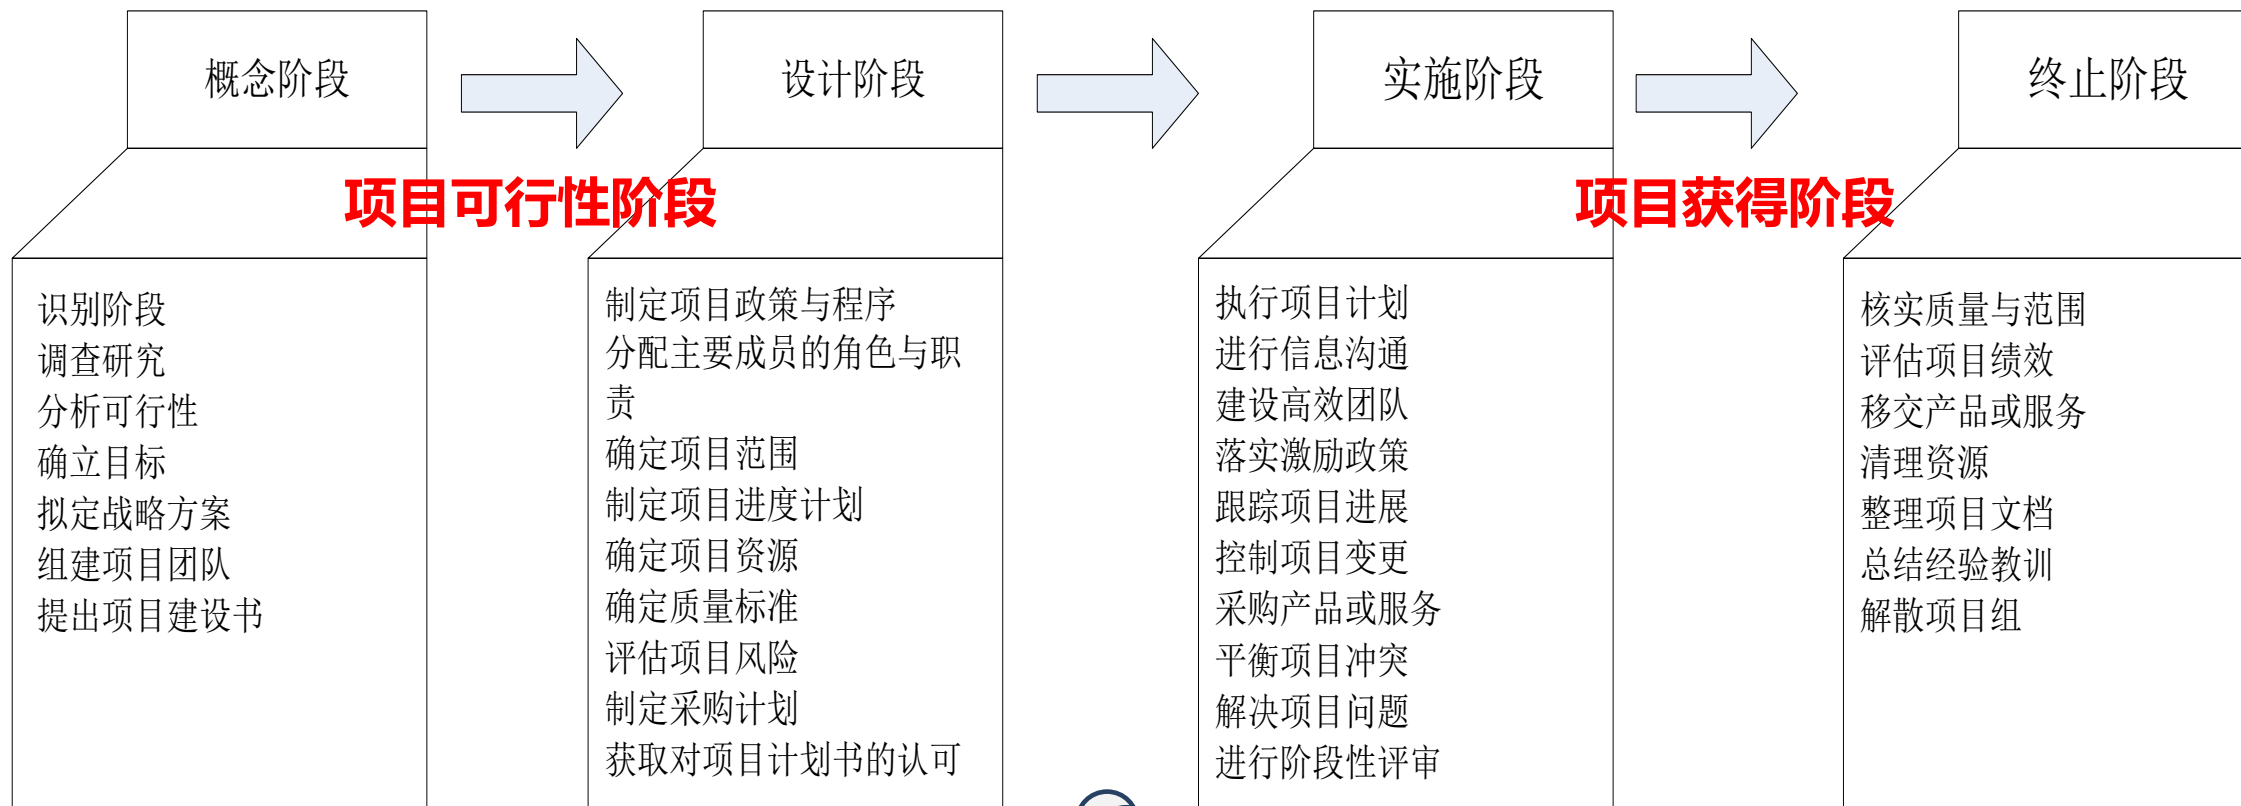 概念阶段
设计阶段
实施阶段
终止阶段
项目可行性阶段
项目获得阶段
识别阶段
调查研究
分析可行性
确立目标
拟定战略方案
组建项目团队
提出项目建设书
制定项目政策与程序
分配主要成员的角色与职
责
确定项目范围
制定项目进度计划
确定项目资源
确定质量标准
评估项目风险
制定采购计划
获取对项目计划书的认可
执行项目计划
进行信息沟通
建设高效团队
落实激励政策
跟踪项目进展
控制项目变更
采购产品或服务
平衡项目冲突
解决项目问题
进行阶段性评审
核实质量与范围
评估项目绩效
移交产品或服务
清理资源
整理项目文档
总结经验教训
解散项目组